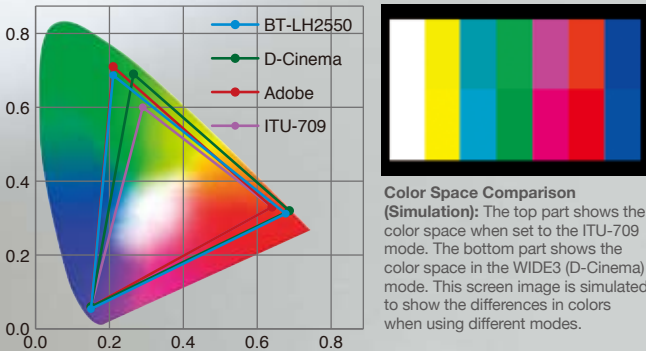 0.8
0.6
0.4
0.2
0.0
0.0 0.2 0.4 0.6 0.8
BT-LH2550
D-Cinema
Adobe
ITU-709
Color Space Comparison
(Simulation): The top part shows the
color space when set to the ITU-709
mode. The bottom part shows the
color space in the WIDE3 (D-Cinema)
mode. This screen image is simulated
to show the differences in colors
when using different modes.